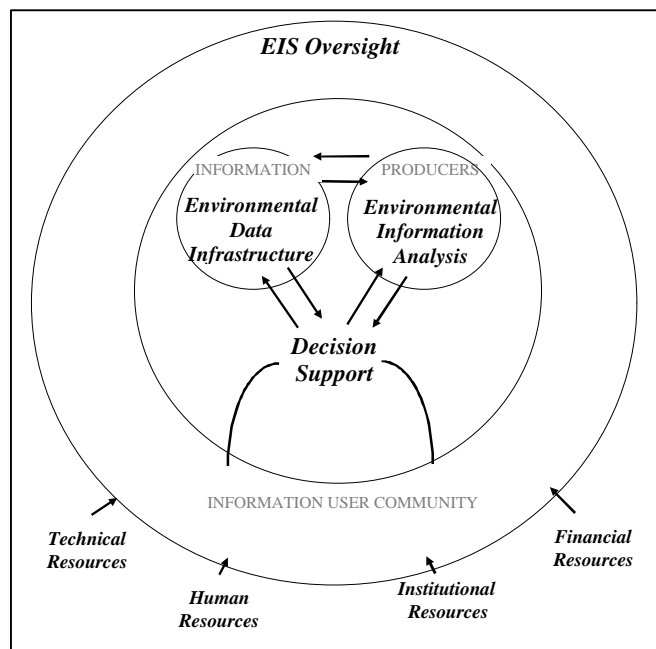 EIS Oversight
INFORMATION
PRODUCERS
Environmental
Data
Infrastructure
Environmental
Information
Analysis
Decision
Support
INFORMATION USER COMMUNITY
Technical
Resources
Human
Resources
Institutional
Resources
Financial
Resources